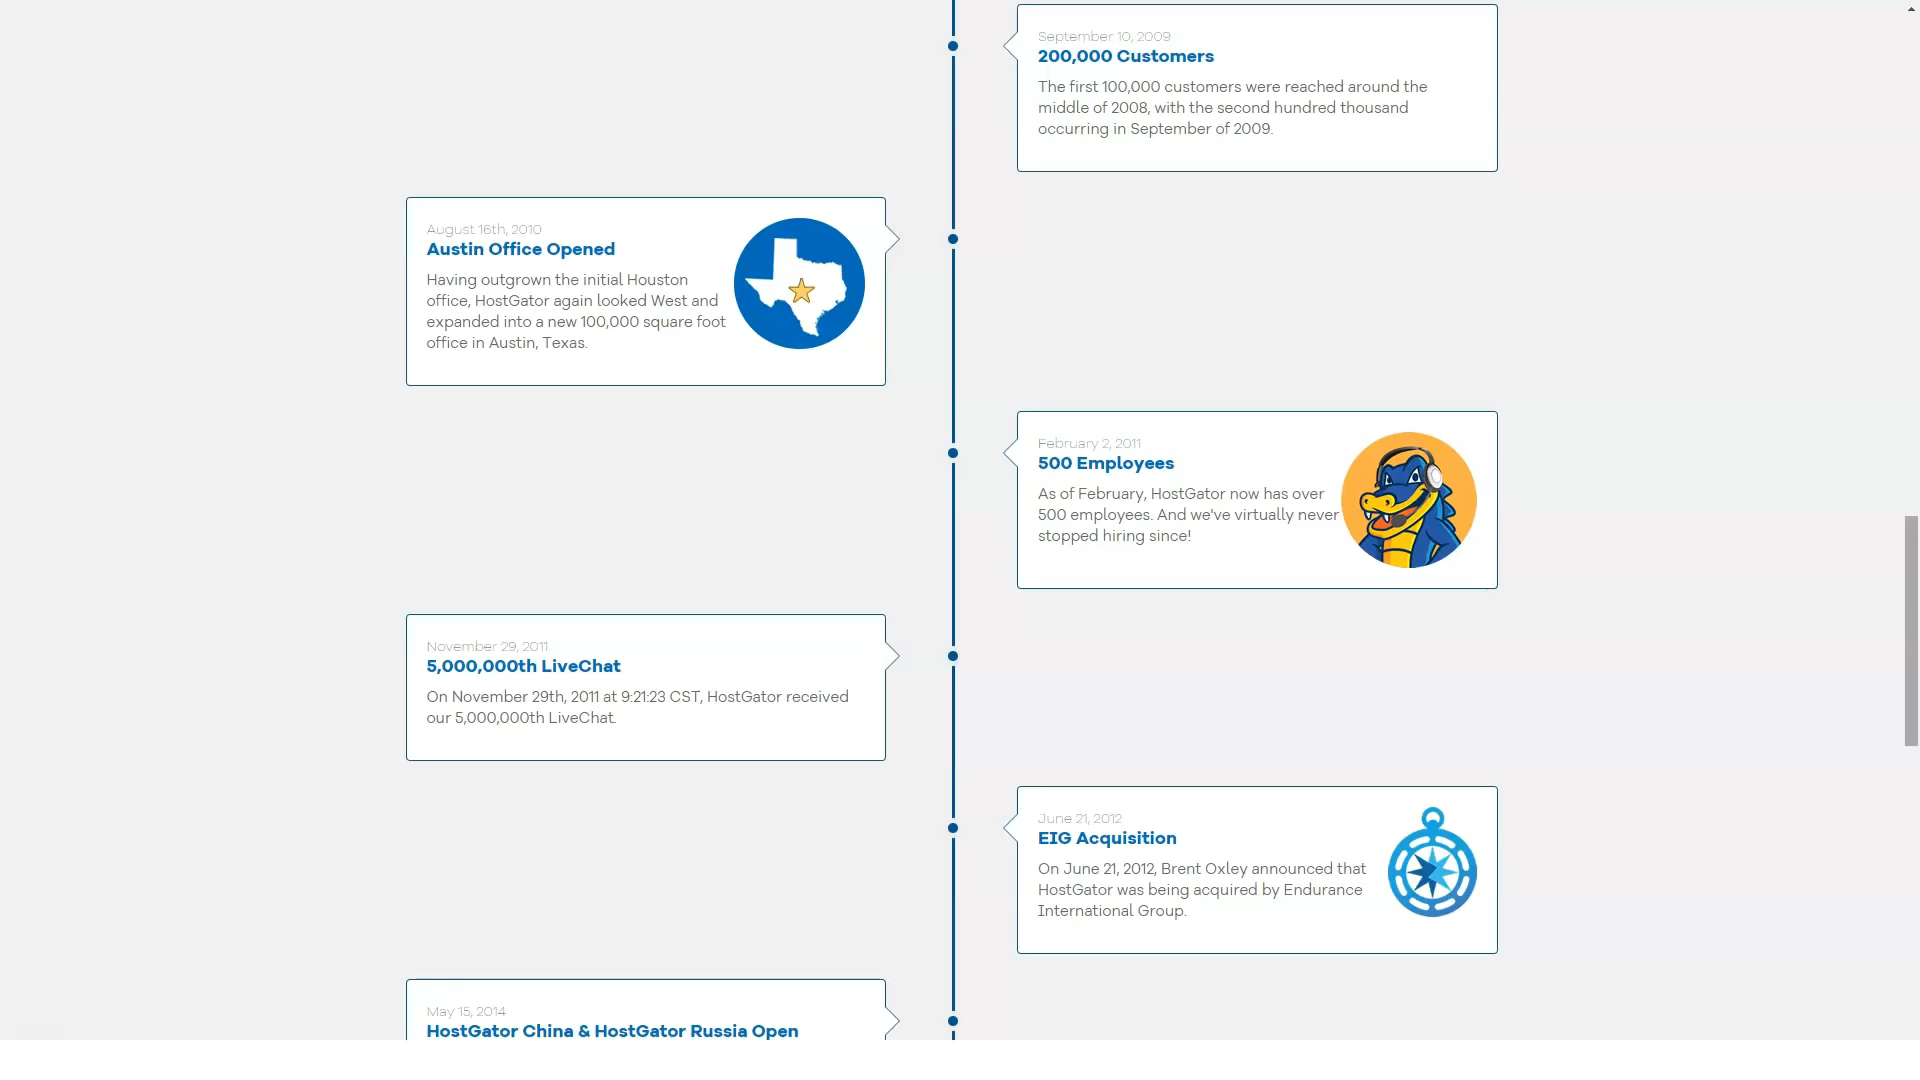 September 10, 2009
200,000 Customers
The first 100,000 customers were reached around the
middle of 2008, with the second hundred thousand
occurring in September of 2009.
August 16th, 2010
Austin Office Opened
Having outgrown the initial Houston
office, HostGator again looked West and
expanded into a new 100,000 square foot
office in Austin, Texas.
February 2, 2011
500 Employees
As of February, HostGator now has over
500 employees. And we've virtually never
stopped hiring since!
November 29, 2011
5,000,000th LiveChat
On November 29th, 2011 at 9:21:23 CST, HostGator received
our 5,000,000th LiveChat.
June 21, 2012
EIG Acquisition
On June 21, 2012, Brent Oxley announced that
HostGator was being acquired by Endurance
International Group.
May 15, 2014
HostGator China & HostGator Russia Open